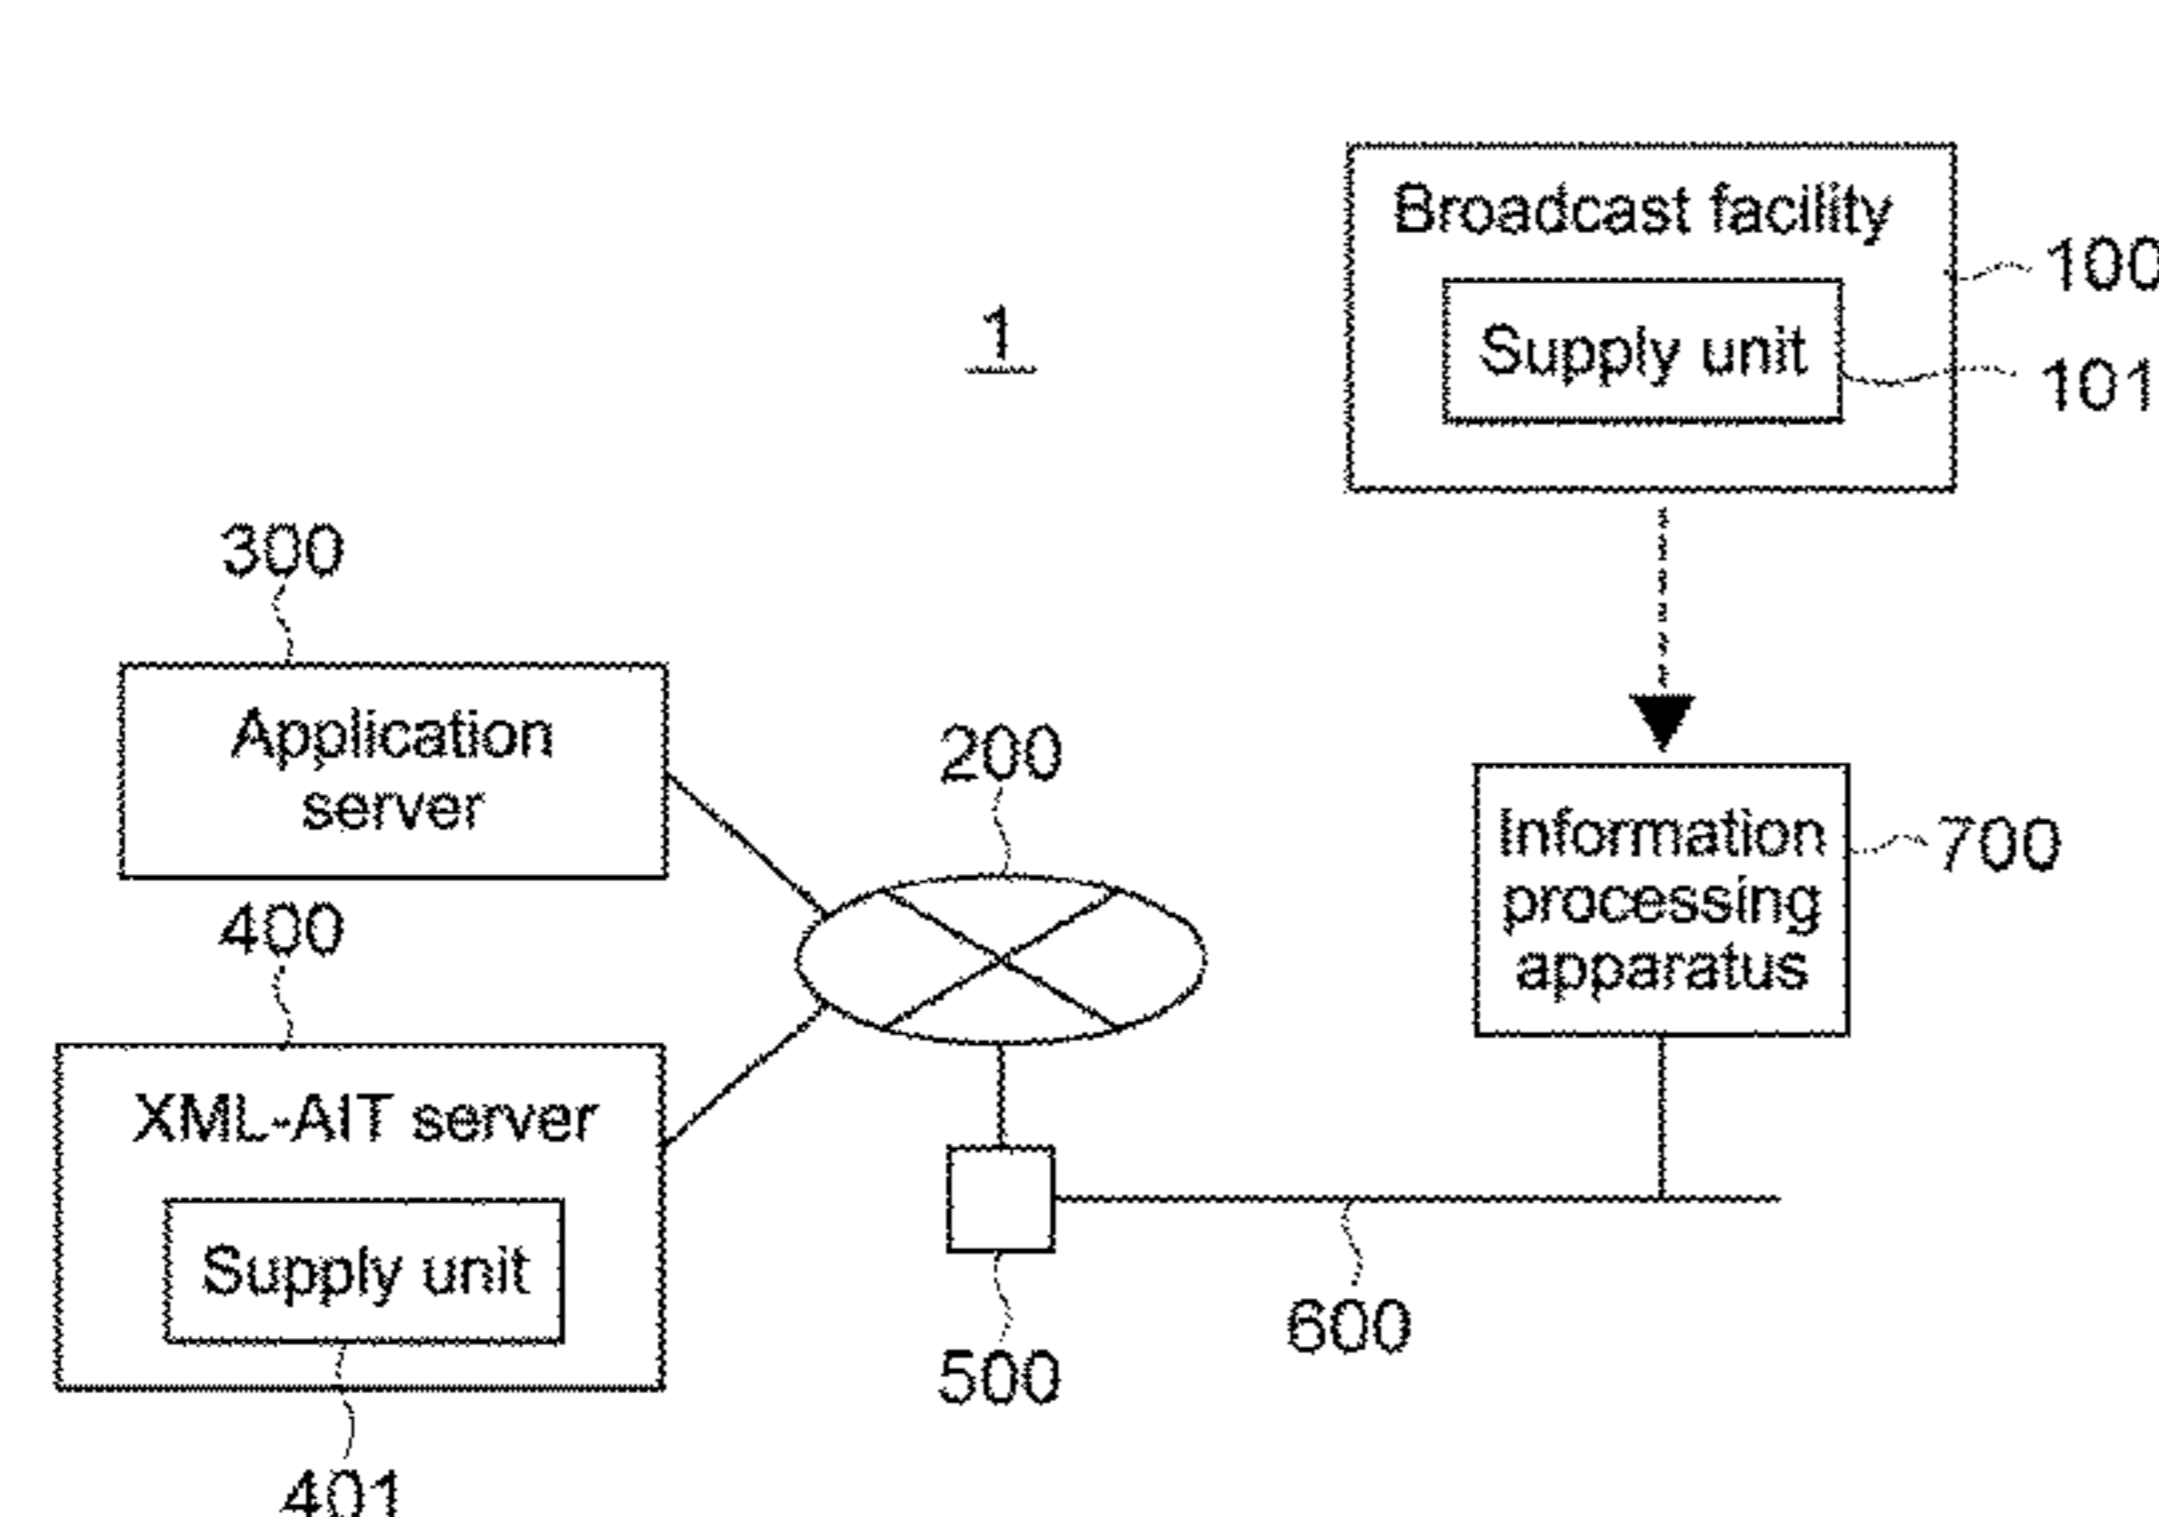 Broadcast facility
100
1
Supply unit
101
300
Application
server
200
Information
processing
apparatus
700
400
XML-AIT server
Supply unit
600
500
401